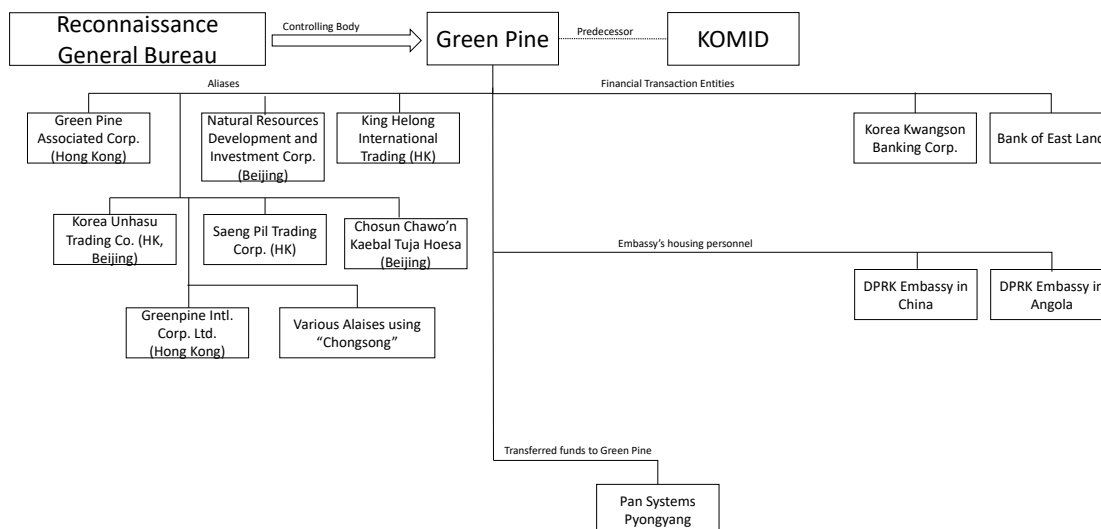 Reconnaissance
General Bureau
Controlling Body
Green Pine
Predecessor
KOMID
Aliases
Financial Transaction Entities
Green Pine
Associated Corp.
(Hong Kong)
Natural Resources
Development and
Investment Corp.
(Beijing)
King Helong
International
Trading (HK)
Korea Kwangson
Banking Corp.
Bank of East Land
Korea Unhasu
Trading Co. (HK,
Beijing)
Saeng Pil Trading
Corp. (HK)
Chosun Chawo’n
Kaebal Tuja Hoesa
(Beijing)
Embassy’s housing personnel
DPRK Embassy in
China
DPRK Embassy in
Angola
Greenpine Intl.
Corp. Ltd.
(Hong Kong)
Various Alaises using
“Chongsong”
Transferred funds to Green Pine
Pan Systems
Pyongyang